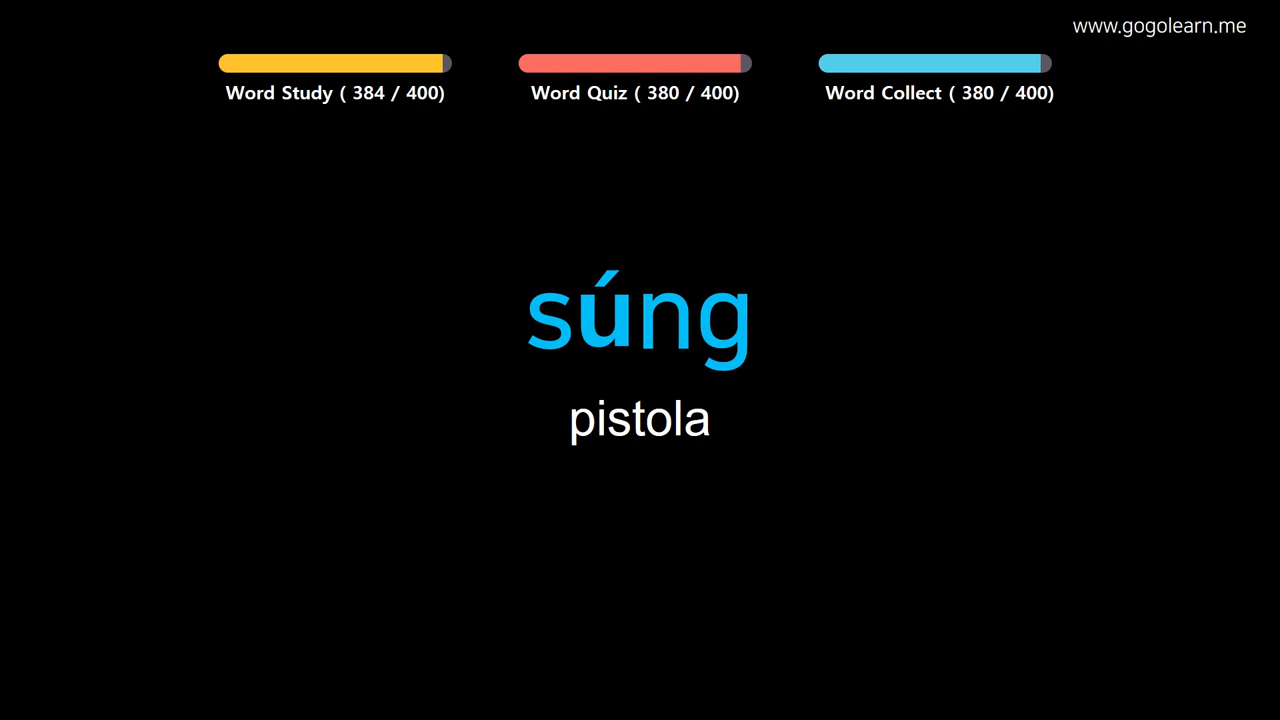 www.gogolearn.me
Word Study ( 384 / 400)
Word Quiz ( 380 / 400)
Word Collect ( 380 / 400)
súng
pistola